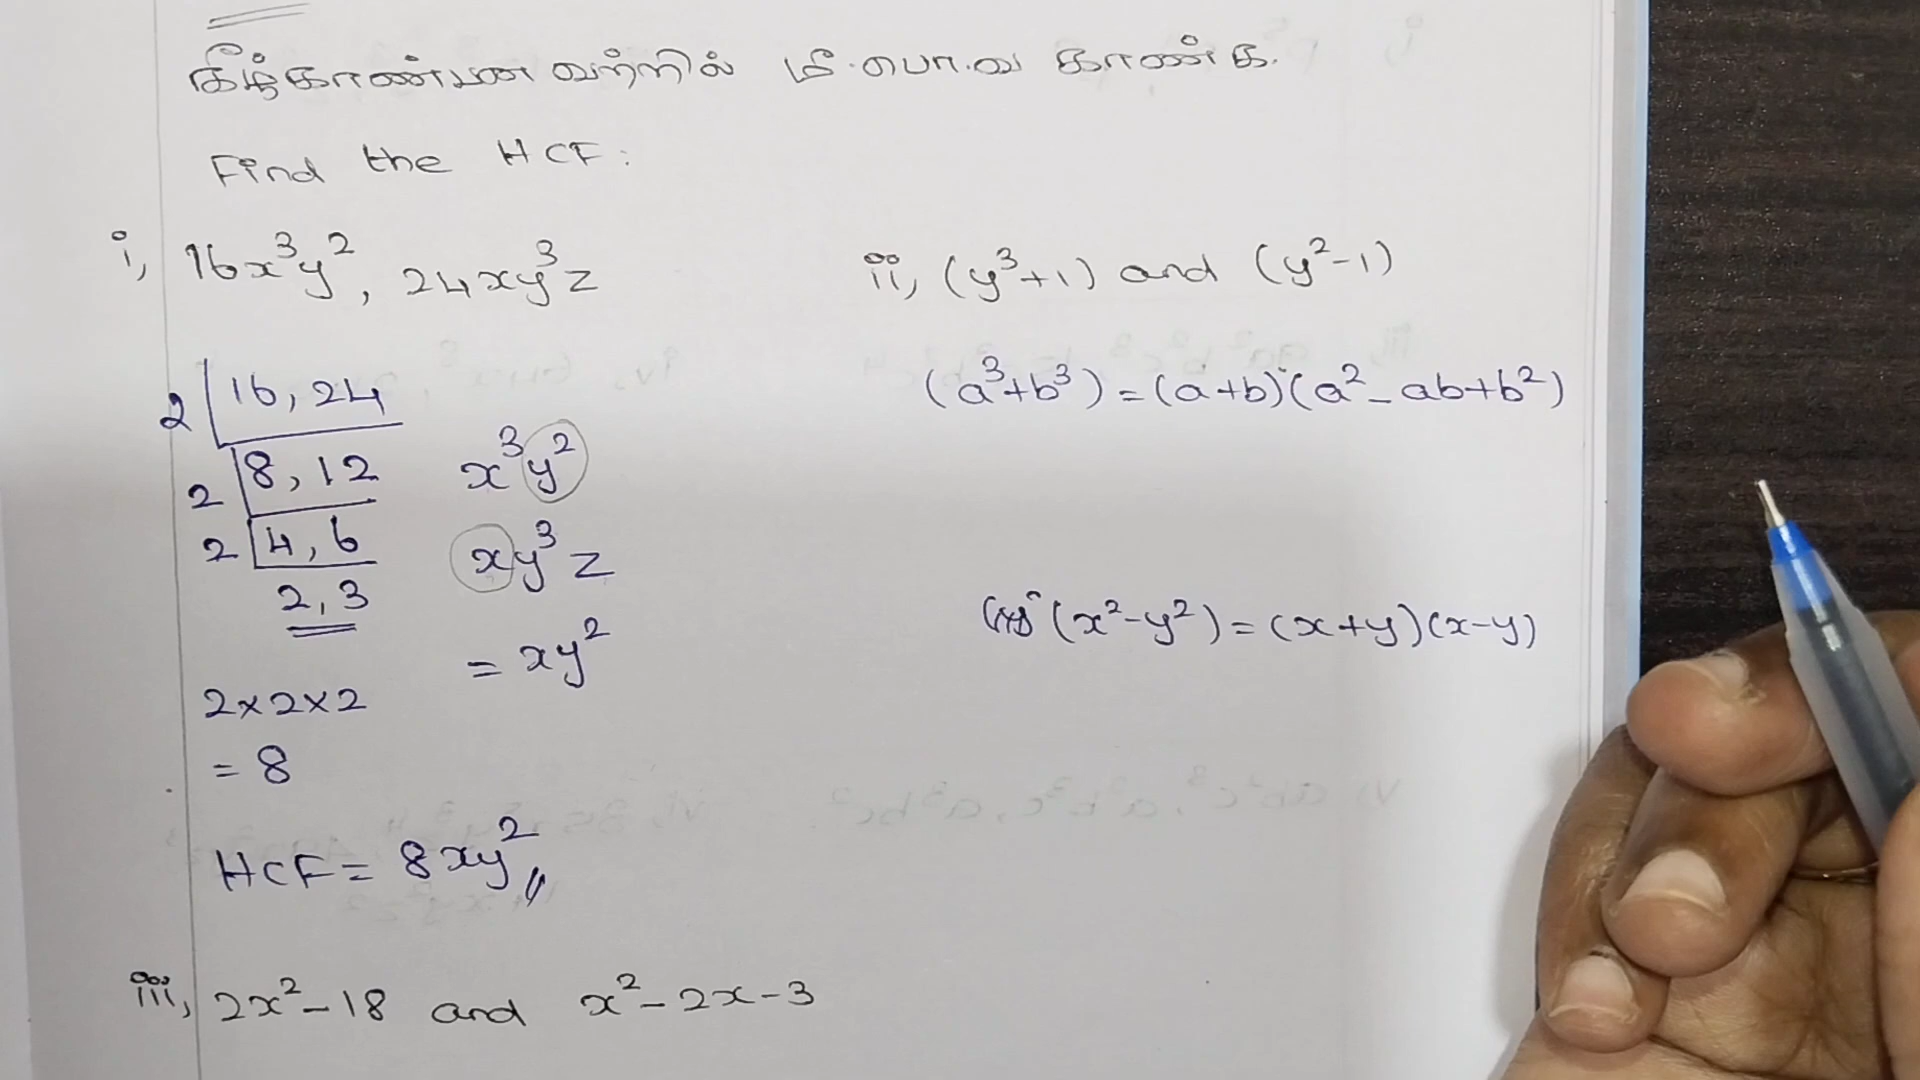 கீழ்காண்பனவற்றில் மீ.பொ.வ காண்க.
Find the HCF:
i, 16x³y², 24xy³z
ii, (y³+1) and (y²-1)
2 | 16, 24
2 | 8, 12
2 | 4, 6
2, 3
2×2×2
= 8
x³y²
xy³z
= xy²
HCF = 8xy²
(a³+b³) = (a+b)(a²-ab+b²)
(x²-y²) = (x+y)(x-y)
iii, 2x²-18 and x²-2x-3